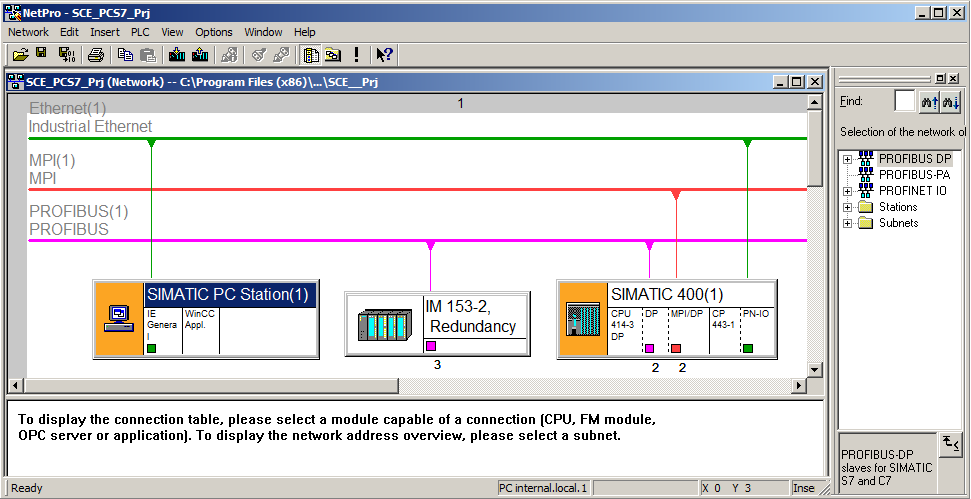 NetPro - SCE_PCS7_Prj
Network Edit Insert PLC View Options Window Help
SCE_PCS7_Prj (Network) -- C:\Program Files (x86)\...\SCE__Prj
1
Ethernet(1)
Industrial Ethernet
MPI(1)
MPI
PROFIBUS(1)
PROFIBUS
SIMATIC PC Station(1)
IE
Genera
l
WinCC
Appl.
IM 153-2,
Redundancy
3
SIMATIC 400(1)
CPU
414-3
DP
DP
MPI/DP
CP
443-1
PN-IO
2 2
To display the connection table, please select a module capable of a connection (CPU, FM module,
OPC server or application). To display the network address overview, please select a subnet.
Find:
Selection of the network ol
PROFIBUS DP
PROFIBUS-PA
PROFINET IO
Stations
Subnets
PROFIBUS-DP
slaves for SIMATIC
S7 and C7
Ready
PC internal.local.1
X 0 Y 3
Inse